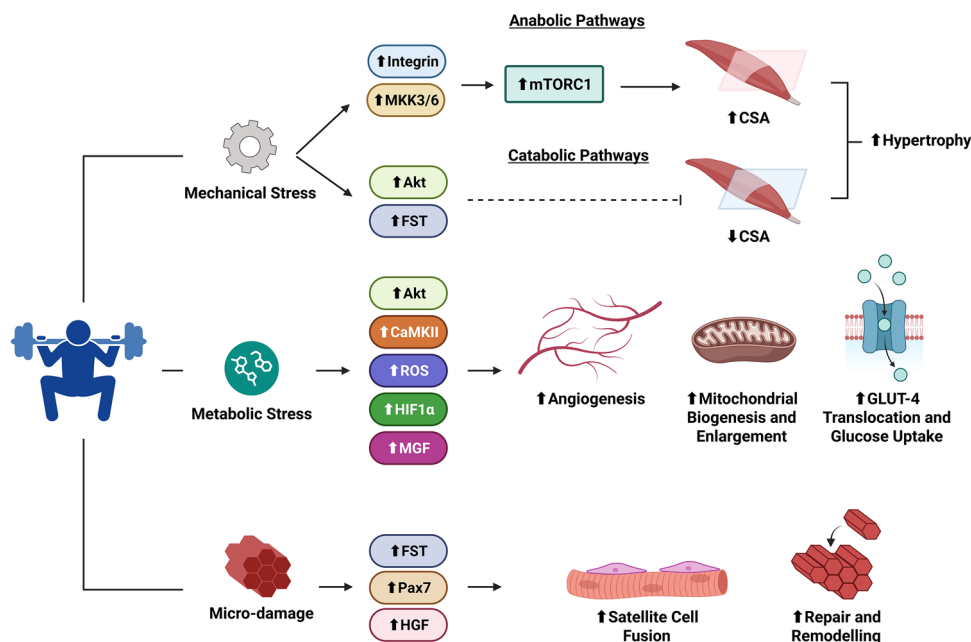 Anabolic Pathways
⬆Integrin
⬆MKK3/6
⬆mTORC1
⬆CSA
⬆Hypertrophy
Mechanical Stress
Catabolic Pathways
⬆Akt
⬆FST
⬇CSA
⬆Akt
⬆CaMKII
⬆ROS
⬆HIF1α
⬆MGF
Metabolic Stress
⬆Angiogenesis
⬆Mitochondrial
Biogenesis and
Enlargement
⬆GLUT-4
Translocation and
Glucose Uptake
Micro-damage
⬆FST
⬆Pax7
⬆HGF
⬆Satellite Cell
Fusion
⬆Repair and
Remodelling